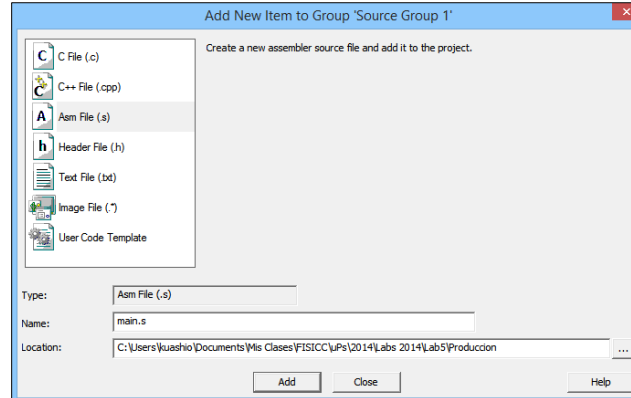 Add New Item to Group 'Source Group 1'
x
C File (.c)
Create a new assembler source file and add it to the project.
C++ File (.cpp)
Asm File (.s)
Header File (.h)
Text File (.txt)
Image File (.*)
User Code Template
Type:
Asm File (.s)
Name:
main.s
Location:
C:\Users\kuashio\Documents\Mis Clases\FISICC\uPs\2014\Labs 2014\Lab5\Produccion
...
Add
Close
Help